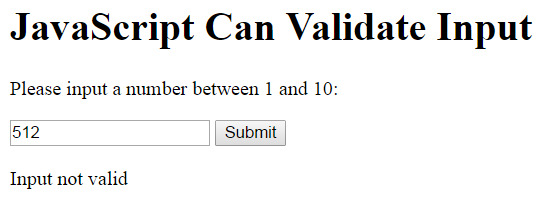 JavaScript Can Validate Input
Please input a number between 1 and 10:
512 Submit
Input not valid